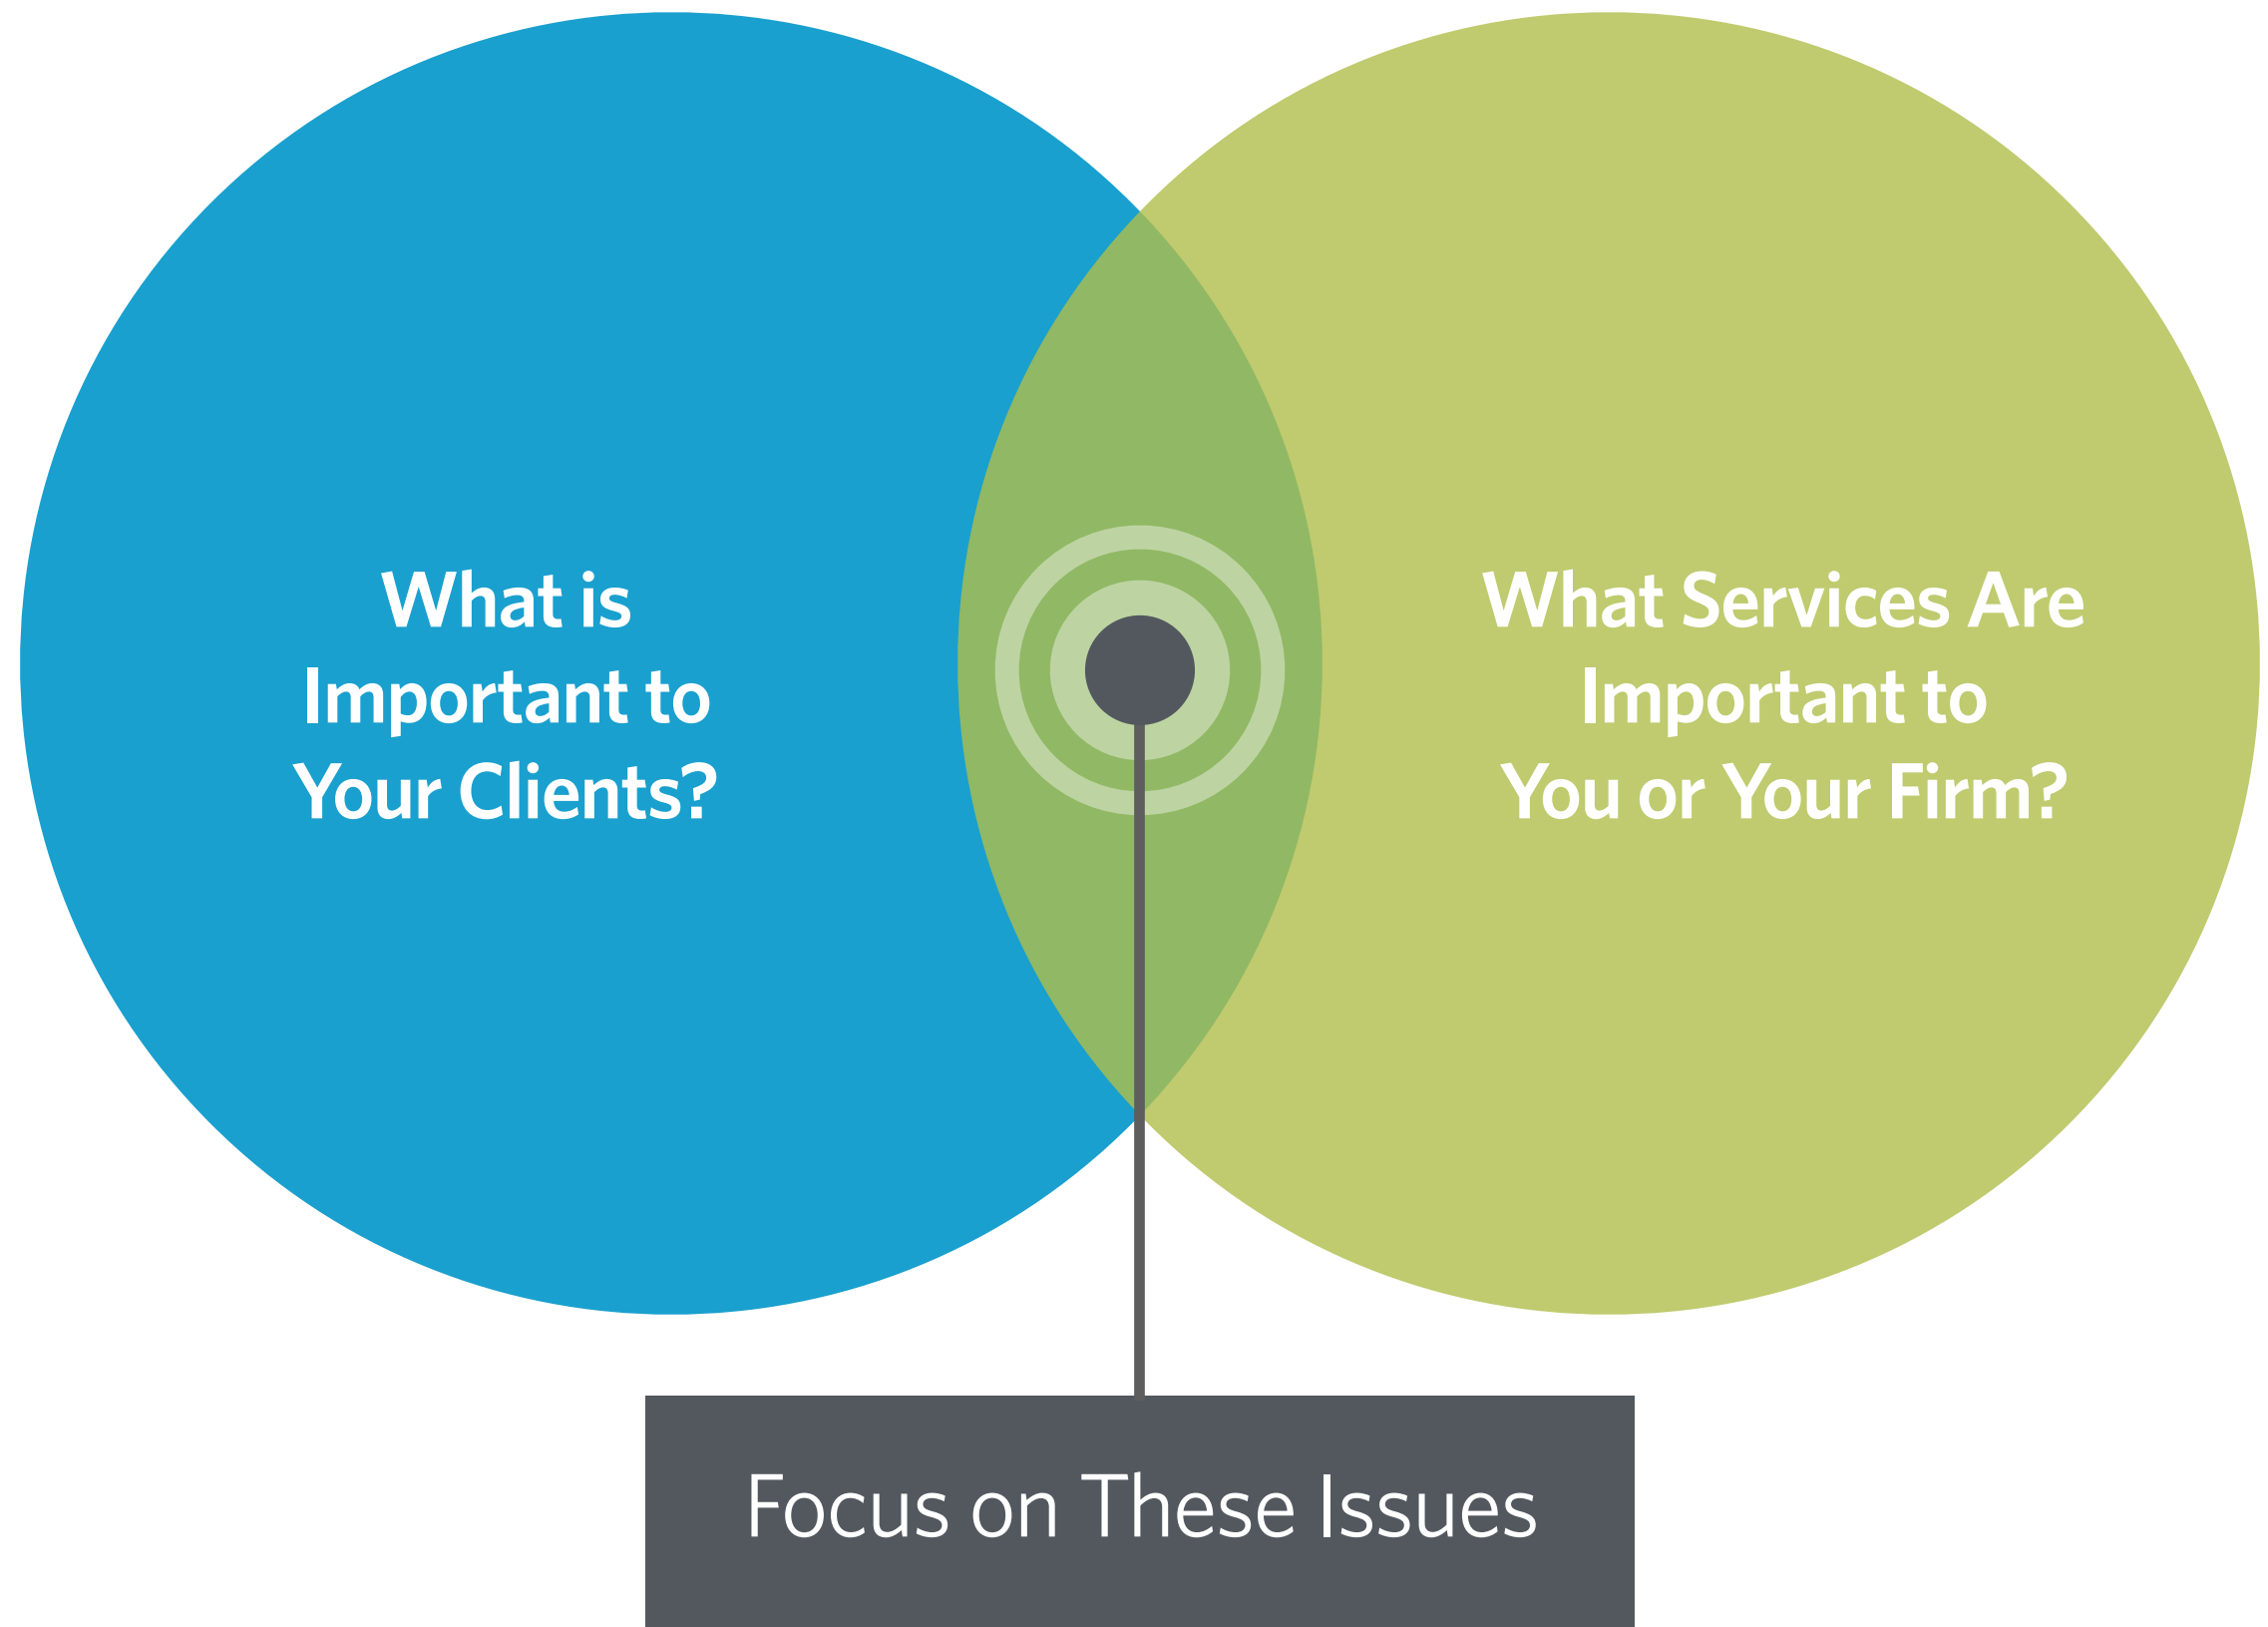 What is
Important to
Your Clients?
What Services Are
Important to
You or Your Firm?
Focus on These Issues